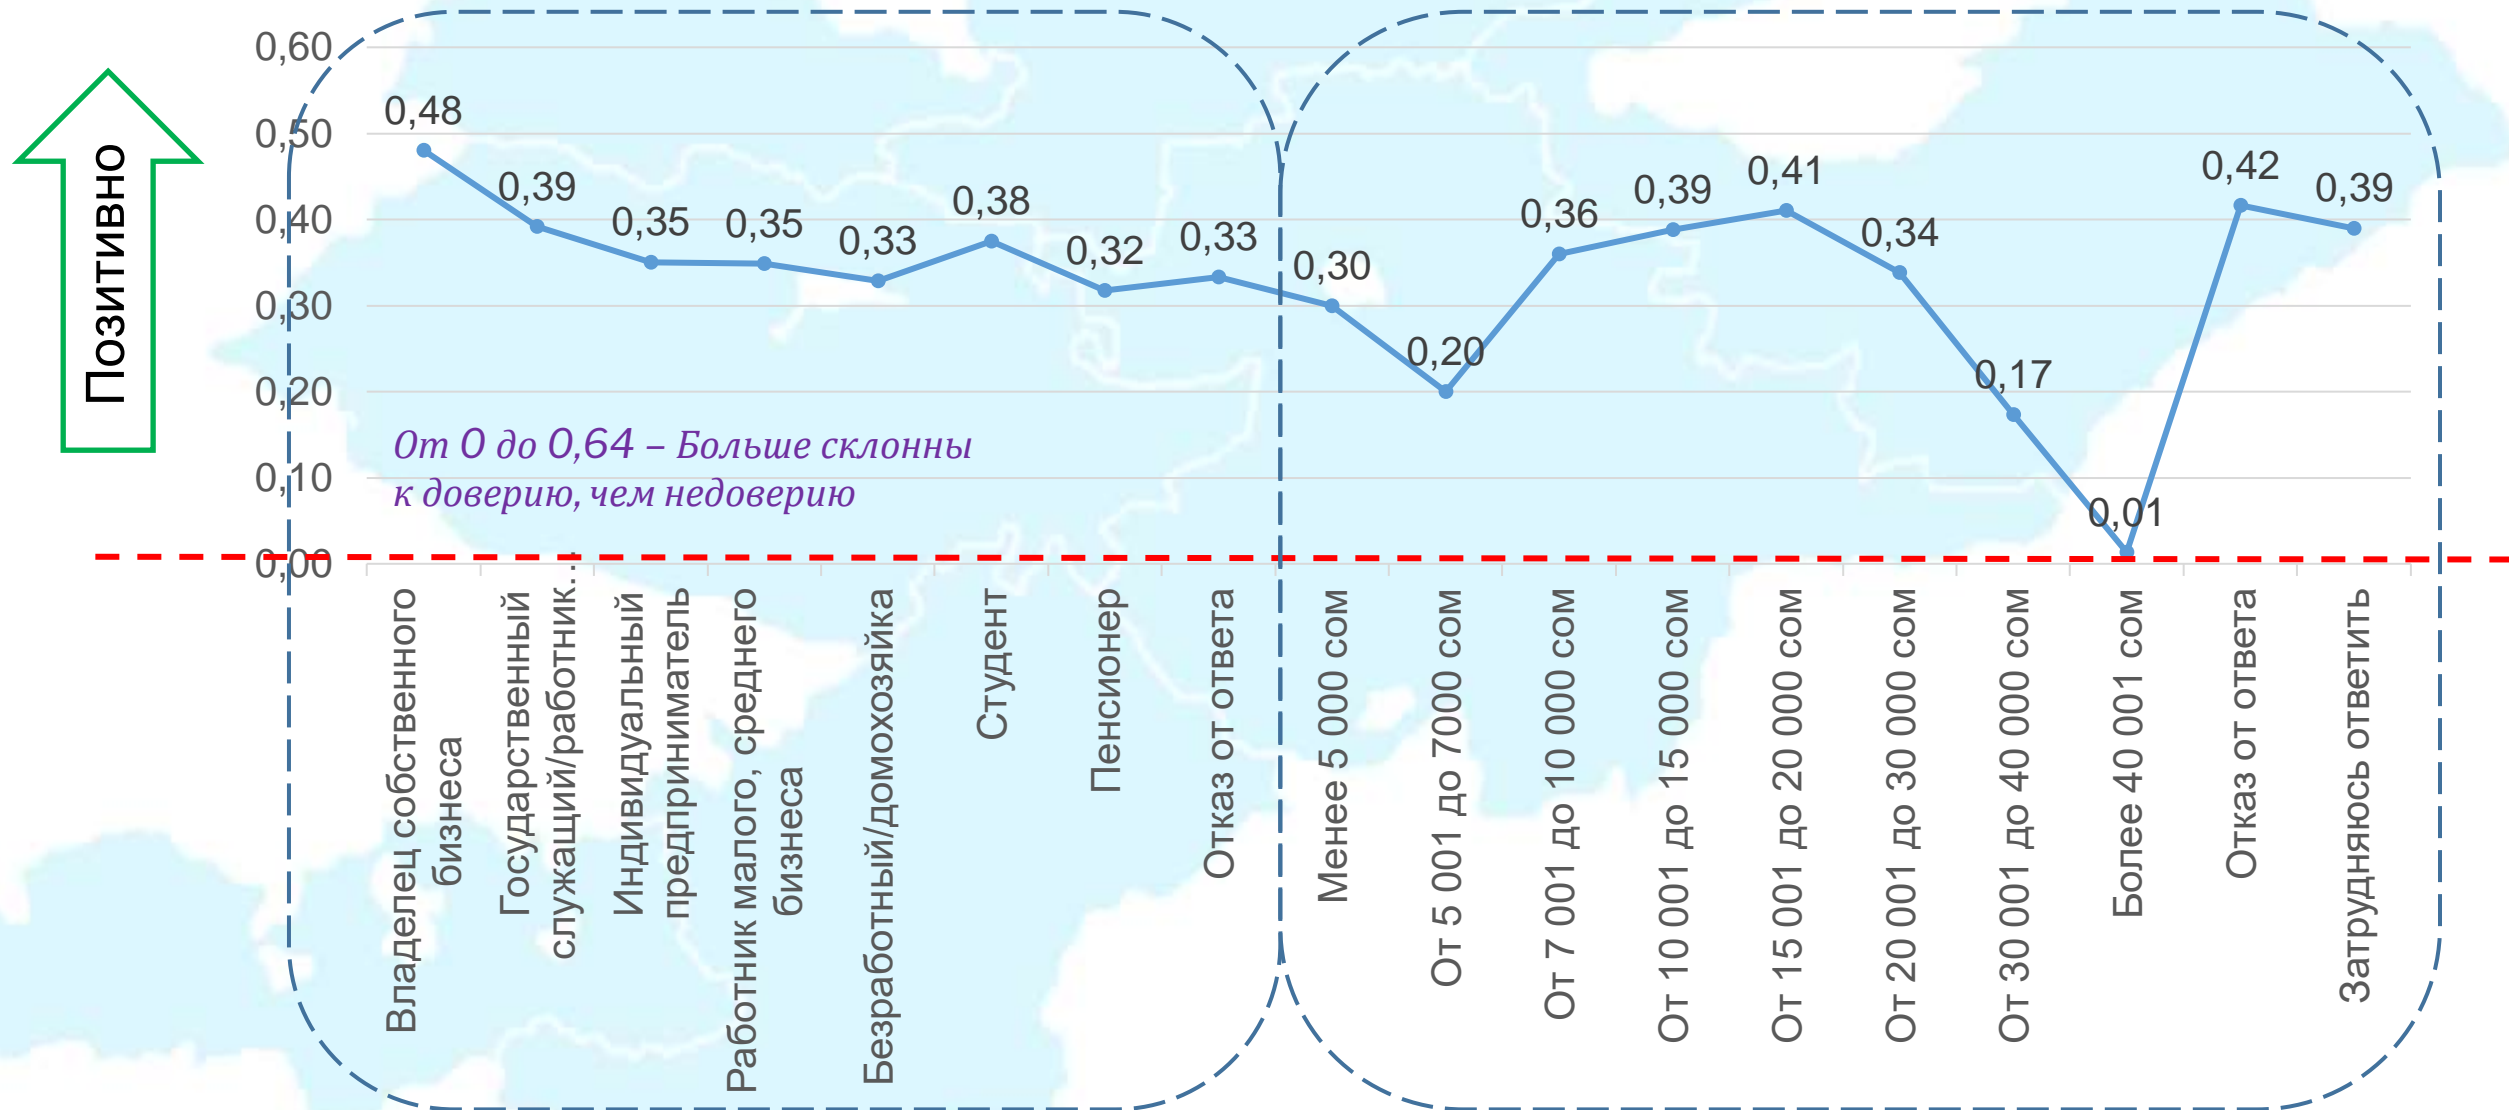 Позитивно
0,60
0,50
0,40
0,30
0,20
0,10
0,00
0,48
0,39
0,35
0,35
0,33
0,38
0,32
0,33
0,30
0,20
0,36
0,39
0,41
0,34
0,17
0,01
0,42
0,39
От 0 до 0,64 – Больше склонны
к доверию, чем недоверию
Владелец собственного
бизнеса
Государственный
служащий/работник…
Индивидуальный
предприниматель
Работник малого, среднего
бизнеса
Безработный/домохозяйка
Студент
Пенсионер
Отказ от ответа
Менее 5 000 сом
От 5 001 до 7000 сом
От 7 001 до 10 000 сом
От 10 001 до 15 000 сом
От 15 001 до 20 000 сом
От 20 001 до 30 000 сом
От 30 001 до 40 000 сом
Более 40 001 сом
Отказ от ответа
Затрудняюсь ответить